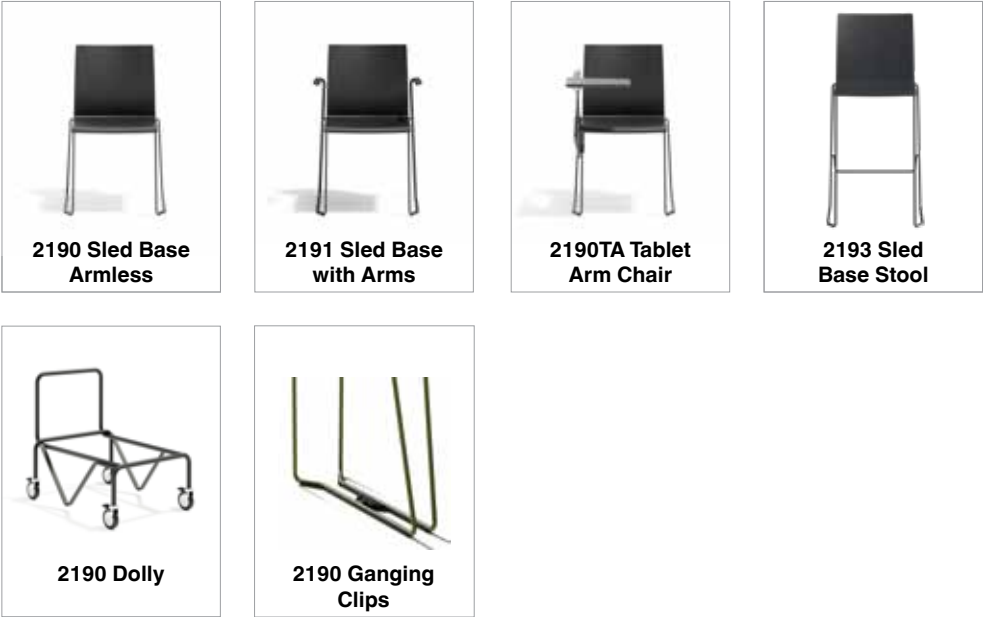 2190 Sled Base
Armless
2191 Sled Base
with Arms
2190TA Tablet
Arm Chair
2193 Sled
Base Stool
2190 Dolly
2190 Ganging
Clips